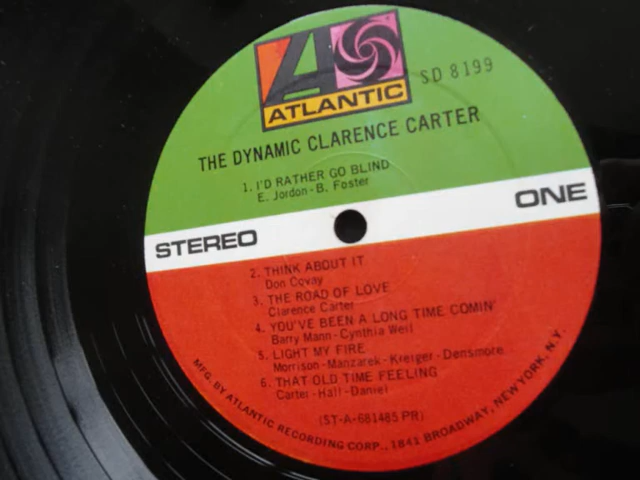 ATLANTIC
SD 8199
THE DYNAMIC CLARENCE CARTER
1. I'D RATHER GO BLIND
E. Jordon - B. Foster
STEREO
ONE
2. THINK ABOUT IT
Don Covay
3. THE ROAD OF LOVE
Clarence Carter
4. YOU'VE BEEN A LONG TIME COMIN'
Barry Mann - Cynthia Weil
5. LIGHT MY FIRE
Morrison - Manzarek - Kreiger - Densmore
6. THAT OLD TIME FEELING
Carter - Hall - Daniel
(ST-A-681485 PR)
MFG. BY ATLANTIC RECORDING CORP., 1841 BROADWAY, NEW YORK, N.Y.